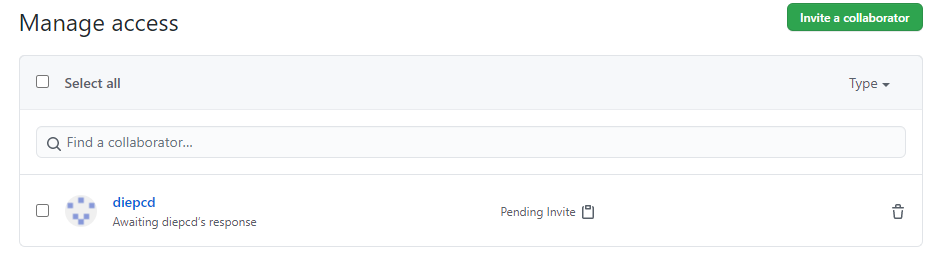 Manage access
Invite a collaborator
Select all
Type
Find a collaborator...
diepcd
Awaiting diepcd's response
Pending Invite